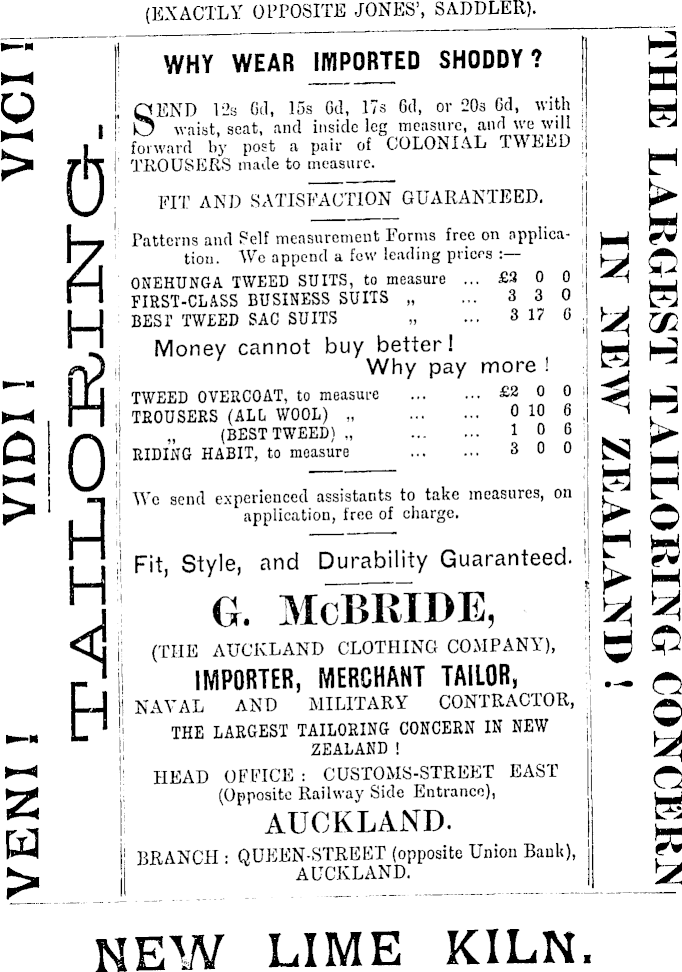 (EXACTLY OPPOSITE JONES', SADDLER).
VENI! VIDI! VICI!
TAILORING.
WHY WEAR IMPORTED SHODDY?
SEND 12s 6d, 15s 6d, 17s 6d, or 20s 6d, with
waist, seat, and inside leg measure, and we will
forward by post a pair of COLONIAL TWEED
TROUSERS made to measure.
FIT AND SATISFACTION GUARANTEED.
Patterns and Self measurement Forms free on applica-
tion. We append a few leading prices :—
ONEHUNGA TWEED SUITS, to measure ... £2 0 0
FIRST-CLASS BUSINESS SUITS „ ... 3 3 0
BEST TWEED SAC SUITS „ ... 3 17 6
Money cannot buy better!
Why pay more!
TWEED OVERCOAT, to measure ... ... £2 0 0
TROUSERS (ALL WOOL) „ ... ... 0 10 6
„ (BEST TWEED) „ ... ... 1 0 6
RIDING HABIT, to measure ... ... 3 0 0
We send experienced assistants to take measures, on
application, free of charge.
Fit, Style, and Durability Guaranteed.
G. McBRIDE,
(THE AUCKLAND CLOTHING COMPANY),
IMPORTER, MERCHANT TAILOR,
NAVAL AND MILITARY CONTRACTOR,
THE LARGEST TAILORING CONCERN IN NEW
ZEALAND !
HEAD OFFICE : CUSTOMS-STREET EAST
(Opposite Railway Side Entrance),
AUCKLAND.
BRANCH : QUEEN-STREET (opposite Union Bank),
AUCKLAND.
THE LARGEST TAILORING CONCERN
IN NEW ZEALAND!
NEW LIME KILN.